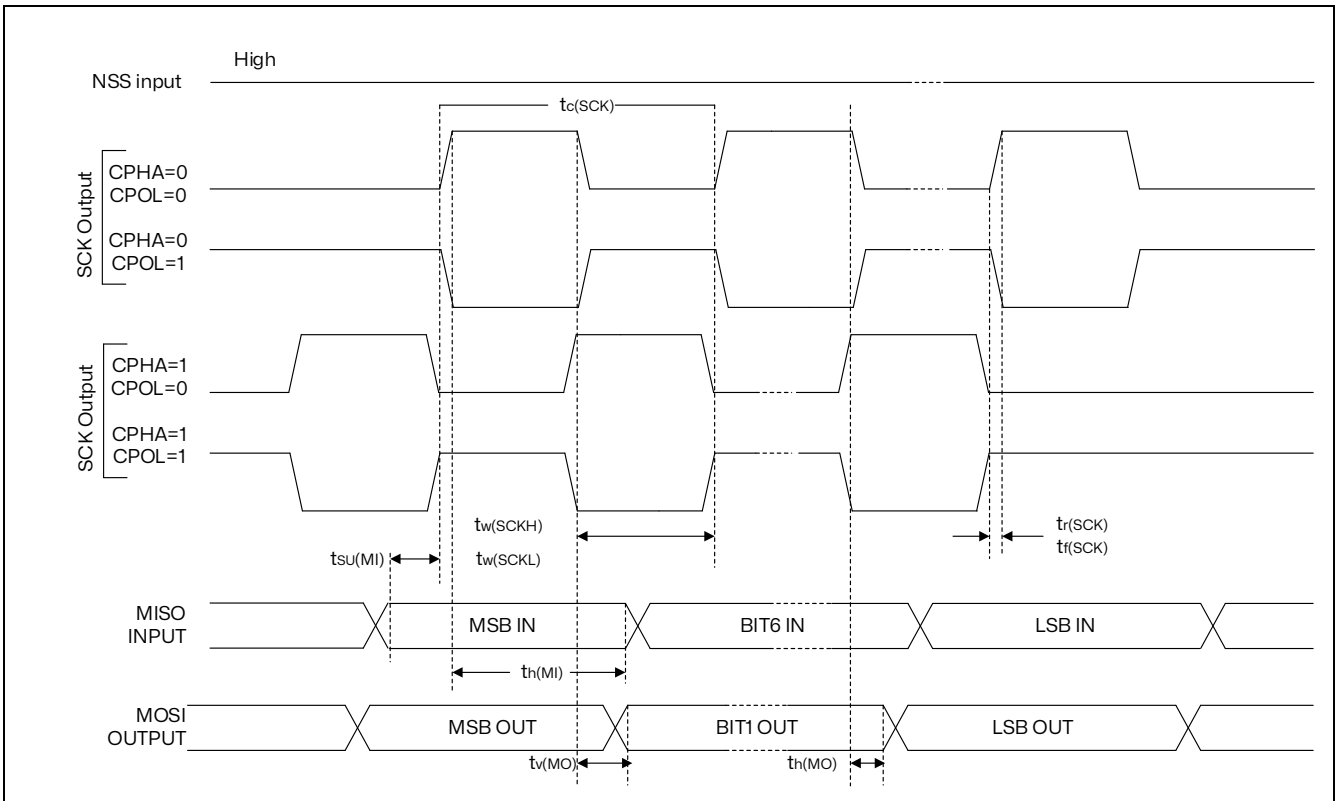 High
NSS input
tc(SCK)
SCK Output
CPHA=0
CPOL=0
CPHA=0
CPOL=1
SCK Output
CPHA=1
CPOL=0
CPHA=1
CPOL=1
tw(SCKH)
tw(SCKL)
tr(SCK)
tf(SCK)
tSU(MI)
MISO
INPUT
MSB IN
BIT6 IN
LSB IN
th(MI)
MOSI
OUTPUT
MSB OUT
BIT1 OUT
LSB OUT
tv(MO)
th(MO)